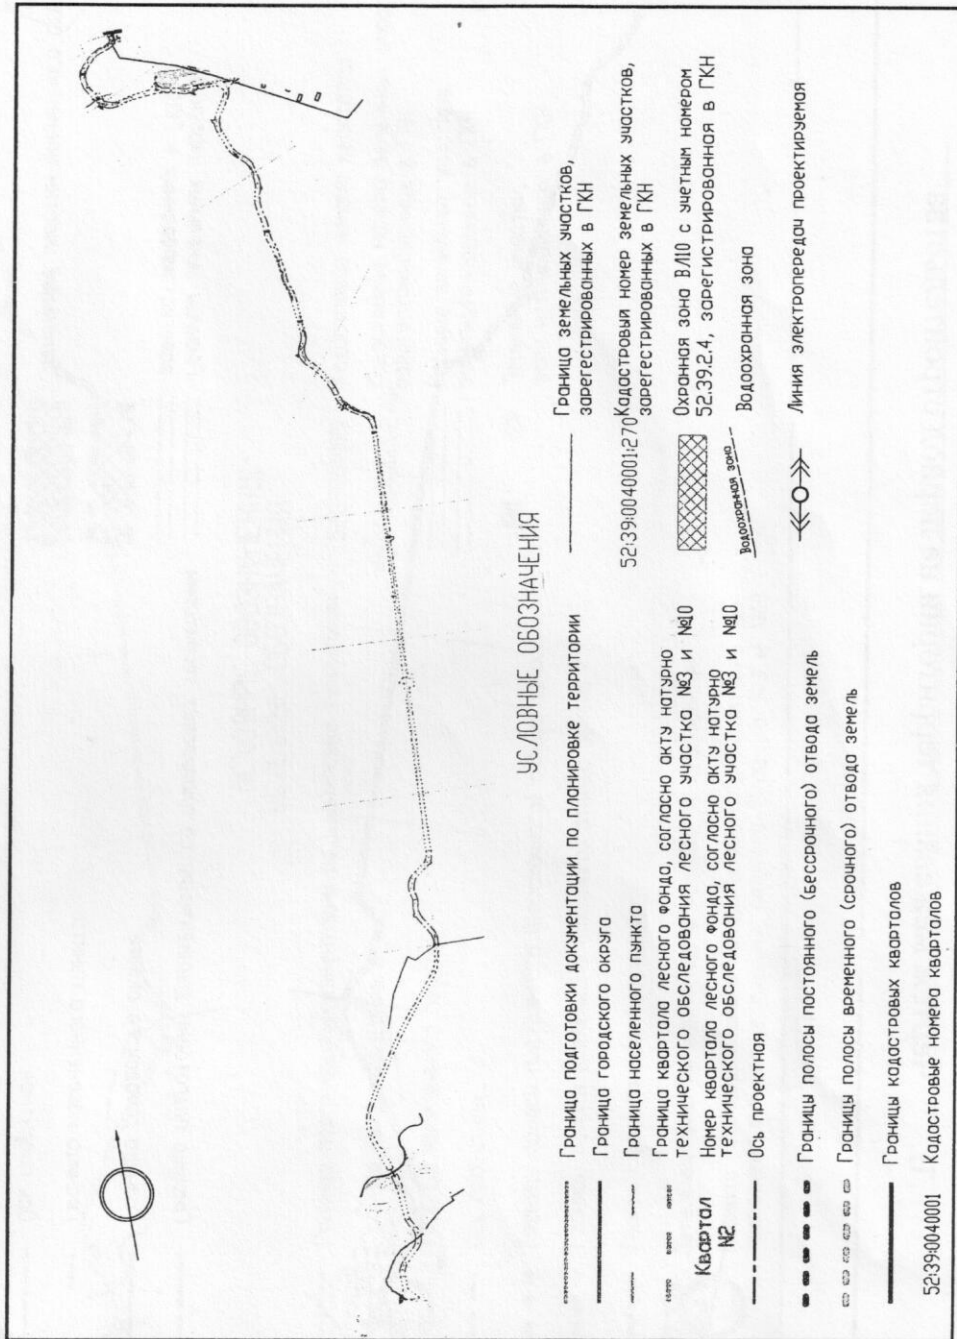 УСЛОВНЫЕ ОБОЗНАЧЕНИЯ
Граница подготовки документации по планировке территории
Граница городского округа
Граница населенного пункта
Граница квартала лесного фонда, согласно акту натурно
технического обследования лесного участка №3 и №10
Квартал
№2
Номер квартала лесного фонда, согласно акту натурно
технического обследования лесного участка №3 и №10
Ось проектная
Границы полосы постоянного (бессрочного) отвода земель
Границы полосы временного (срочного) отвода земель
Границы кадастровых кварталов
52:39:0040001 Кадастровые номера кварталов
Граница земельных участков,
зарегестрированных в ГКН
52:39:0040001:270 Кадастровый номер земельных участков,
зарегестрированных в ГКН
Охранная зона ВЛ10 с учетным номером
52.39.2.4, зарегистрированная в ГКН
Водоохранная зона
Водоохранная зона
Линия электропередач проектируемая